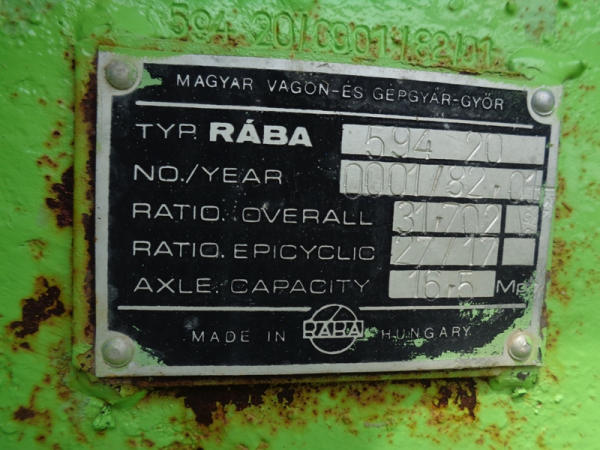 594 20/0001/82/01
MAGYAR VAGON-ÉS GÉPGYÁR-GYŐR
TYP. RÁBA 594 20
NO./YEAR 0001/82.01
RATIO. OVERALL 31.702
RATIO. EPICYCLIC 27/17
AXLE. CAPACITY 16.5 Mp
MADE IN RÁBA HUNGARY